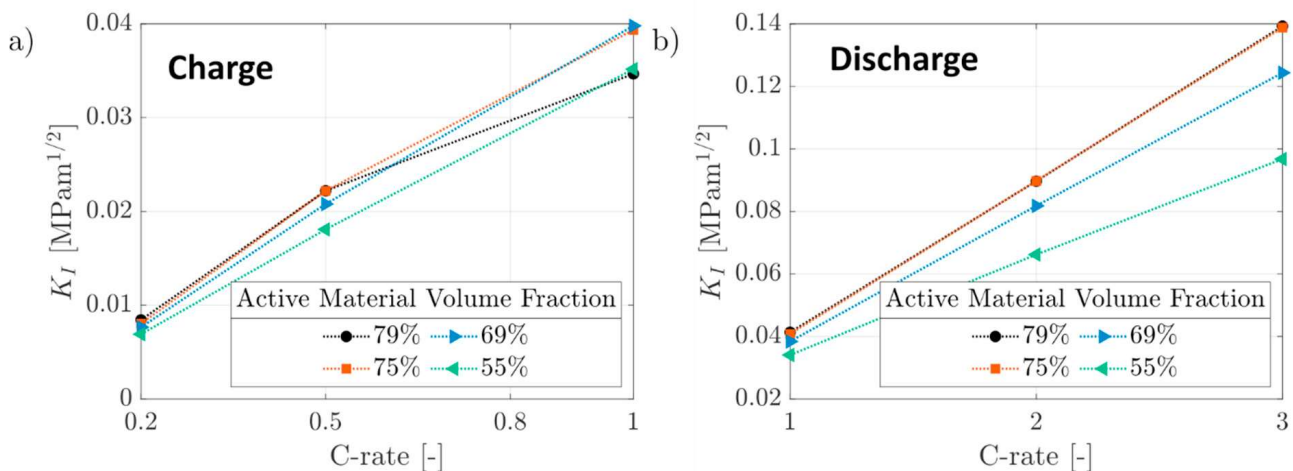 a)
Charge
K_I [MPam^{1/2}]
0.04
0.03
0.02
0.01
0
0.2
0.5
0.8
1
C-rate [-]
Active Material Volume Fraction
79% 69%
75% 55%
b)
Discharge
K_I [MPam^{1/2}]
0.14
0.12
0.1
0.08
0.06
0.04
0.02
1
2
3
C-rate [-]
Active Material Volume Fraction
79% 69%
75% 55%